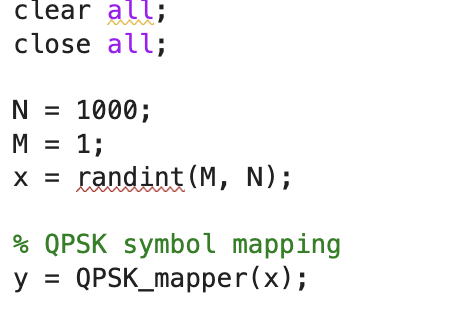 clear all;
close all;
N = 1000;
M = 1;
x = randint(M, N);
% QPSK symbol mapping
y = QPSK_mapper(x);